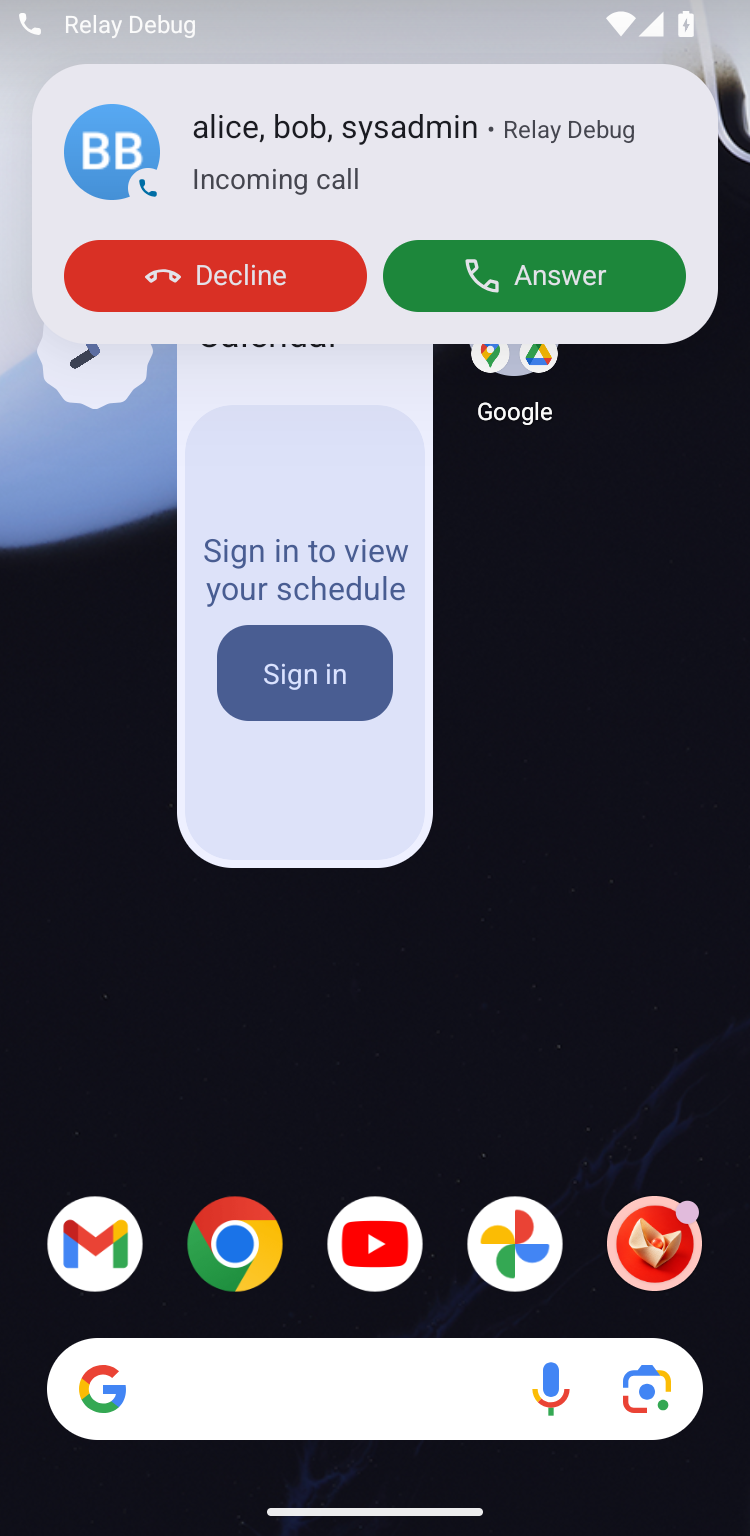 Relay Debug
BB
alice, bob, sysadmin • Relay Debug
Incoming call
Decline
Answer
Calendar
Google
Sign in to view
your schedule
Sign in